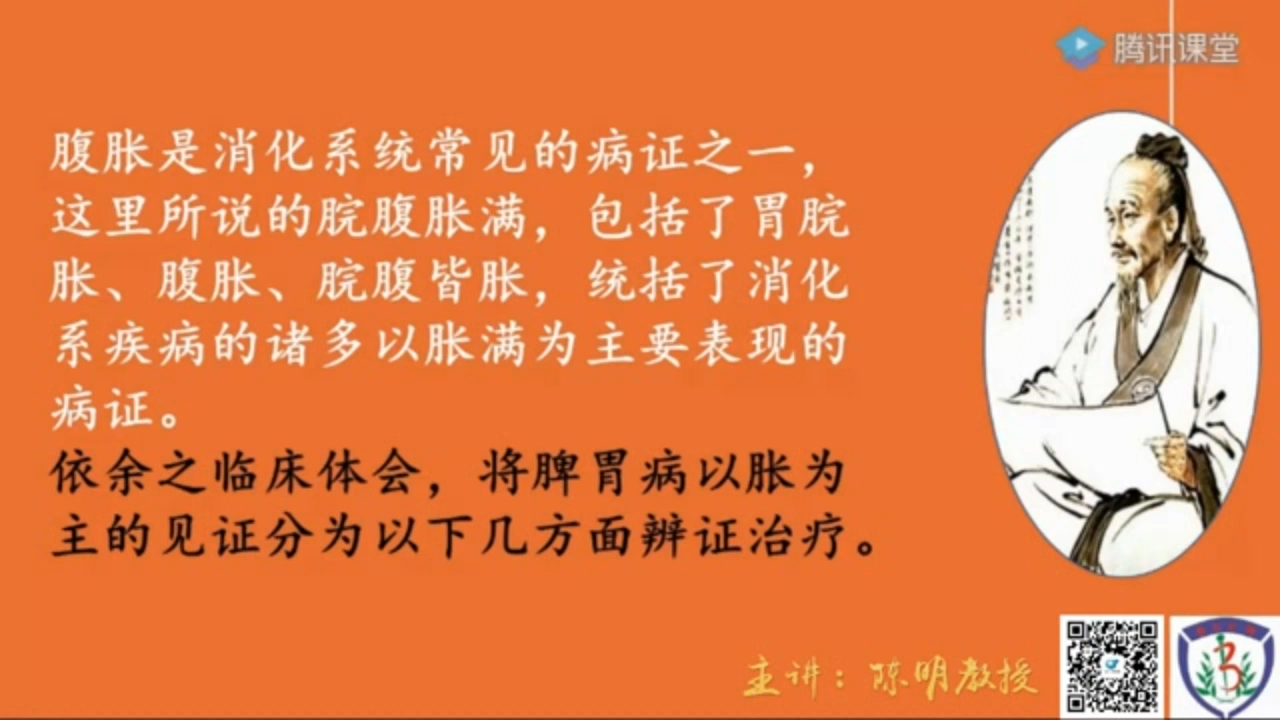 腾讯课堂
腹胀是消化系统常见的病证之一，
这里所说的脘腹胀满，包括了胃脘
胀、腹胀、脘腹皆胀，统括了消化
系疾病的诸多以胀满为主要表现的
病证。
依余之临床体会，将脾胃病以胀为
主的见证分为以下几方面辨证治疗。
主讲：陈明教授